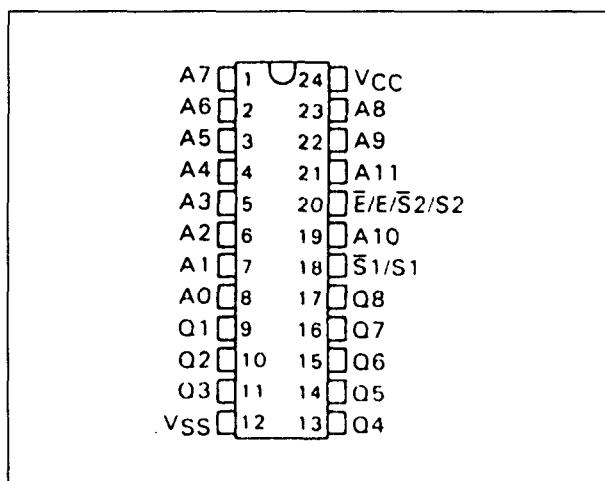 A7 1 24 VCC
A6 2 23 A8
A5 3 22 A9
A4 4 21 A11
A3 5 20 E̅/E/S̅2/S2
A2 6 19 A10
A1 7 18 S̅1/S1
A0 8 17 Q8
Q1 9 16 Q7
Q2 10 15 Q6
Q3 11 14 Q5
VSS 12 13 Q4